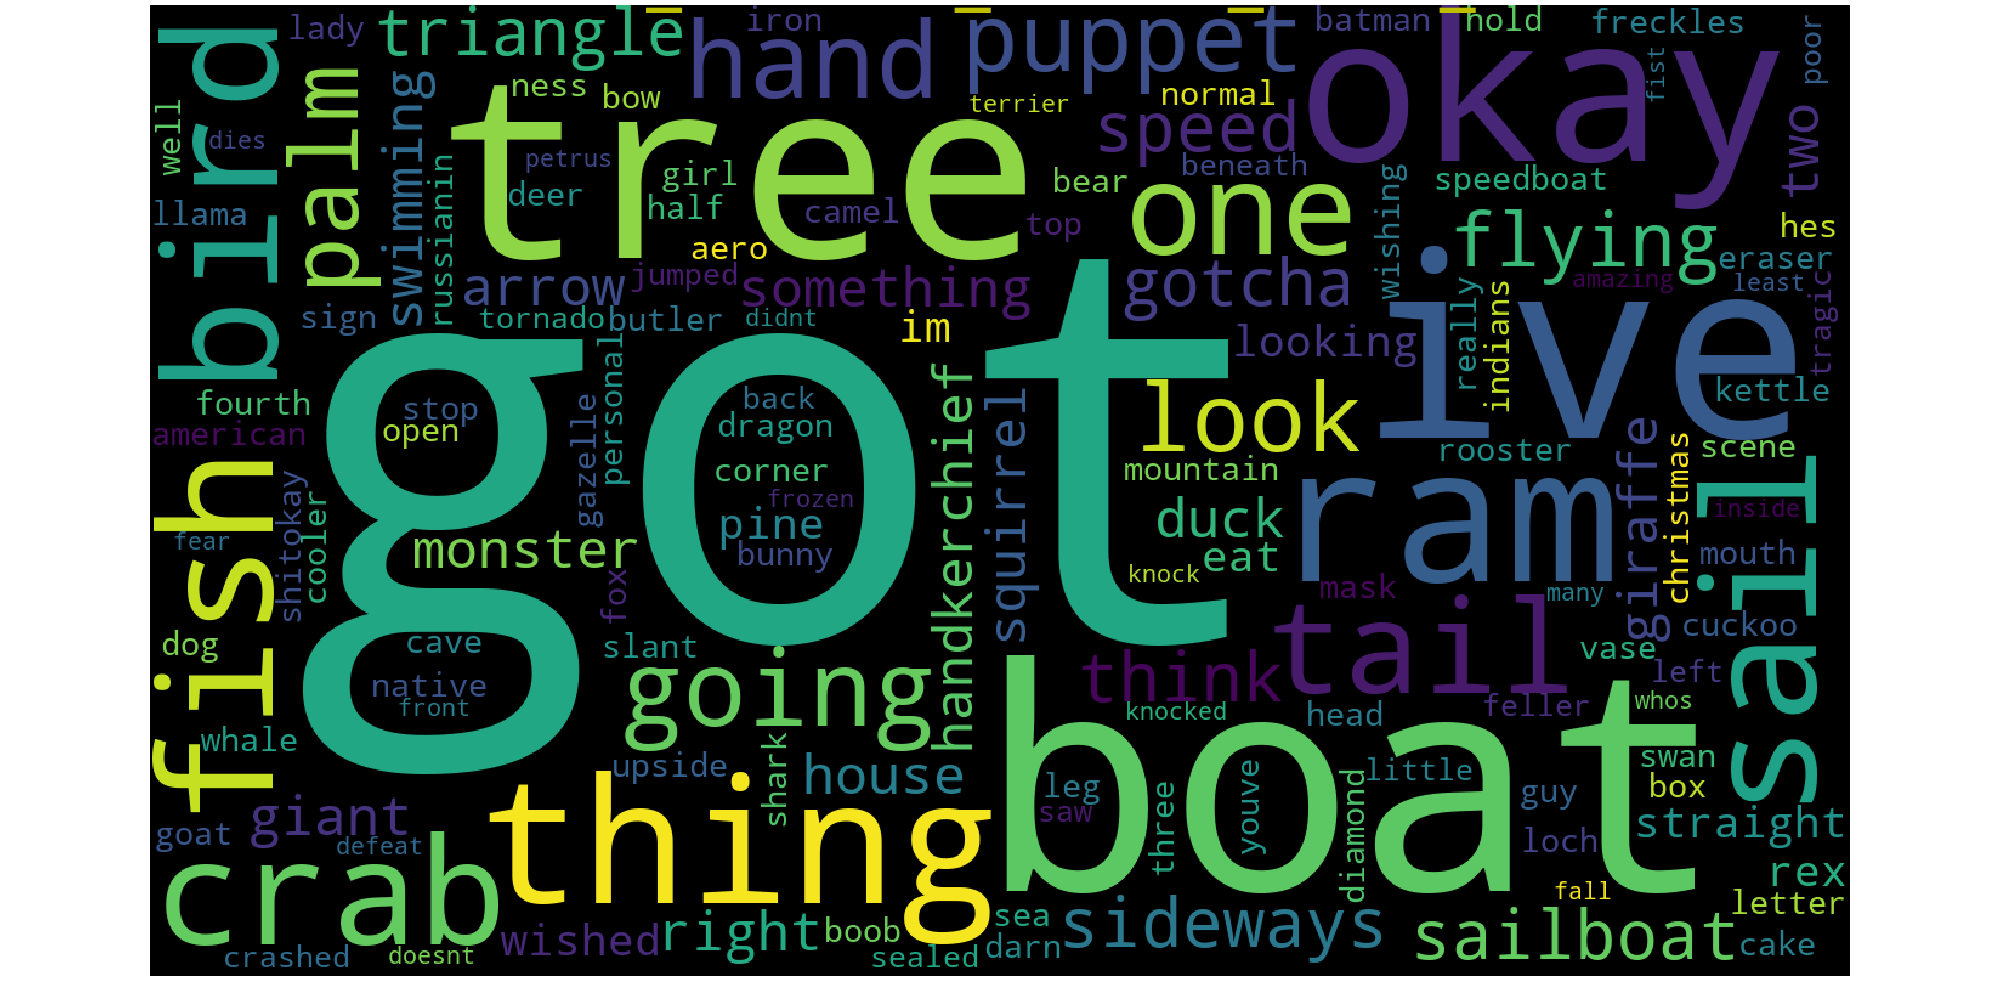 lady
triangle
iron
hand
puppet
batman
hold
freckles
okay
poor
bird
palm
swimming
ness
bow
tree
terrier
normal
speed
fist
two
well
dies
petrus
girl
beneath
deer
half
bear
one
speedboat
llama
russianin
camel
top
wishing
flying
hes
aero
arrow
jumped
something
gotcha
amazing
eraser
least
sign
tornado
butler
didnt
im
looking
really
indians
tragic
ive
got
fourth
stop
personal
back
look
kettle
american
open
gazelle
dragon
handkerchief
squirrel
rooster
giraffe
scene
fish
shitokay
cooler
corner
mountain
ram
christmas
sail
frozen
inside
monster
pine
duck
fear
bunny
eat
mouth
fox
knock
mask
many
dog
cave
slant
cuckoo
going
think
tail
vase
native
left
front
knocked
head
feller
whos
whale
upside
shark
house
boat
swan
leg
youve
diamond
little
box
thing
saw
three
guy
giant
goat
defeat
loch
straight
crab
rex
fall
letter
wished
right
boob
sea
sideways
sailboat
crashed
doesnt
sealed
darn
cake